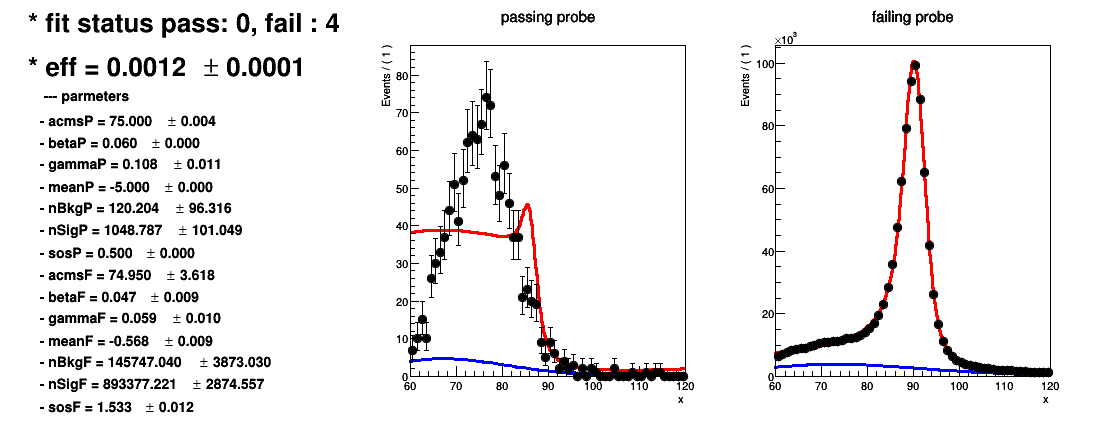 * fit status pass: 0, fail : 4
* eff = 0.0012 ± 0.0001
--- parmeters
- acmsP = 75.000 ± 0.004
- betaP = 0.060 ± 0.000
- gammaP = 0.108 ± 0.011
- meanP = -5.000 ± 0.000
- nBkgP = 120.204 ± 96.316
- nSigP = 1048.787 ± 101.049
- sosP = 0.500 ± 0.000
- acmsF = 74.950 ± 3.618
- betaF = 0.047 ± 0.009
- gammaF = 0.059 ± 0.010
- meanF = -0.568 ± 0.009
- nBkgF = 145747.040 ± 3873.030
- nSigF = 893377.221 ± 2874.557
- sosF = 1.533 ± 0.012
passing probe
Events / ( 1 )
80
70
60
50
40
30
20
10
0
60 70 80 90 100 110 120
x
failing probe
×10³
Events / ( 1 )
100
80
60
40
20
0
60 70 80 90 100 110 120
x